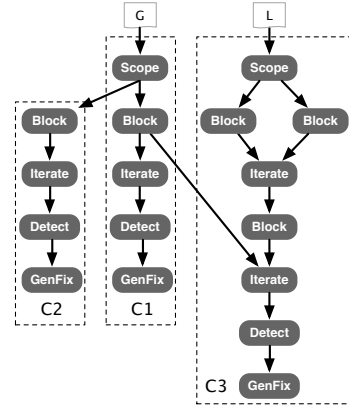 G
L
Scope
Scope
Block
Block
Block
Block
Iterate
Iterate
Iterate
Detect
Detect
Block
GenFix
GenFix
Iterate
C2
C1
Detect
C3
GenFix